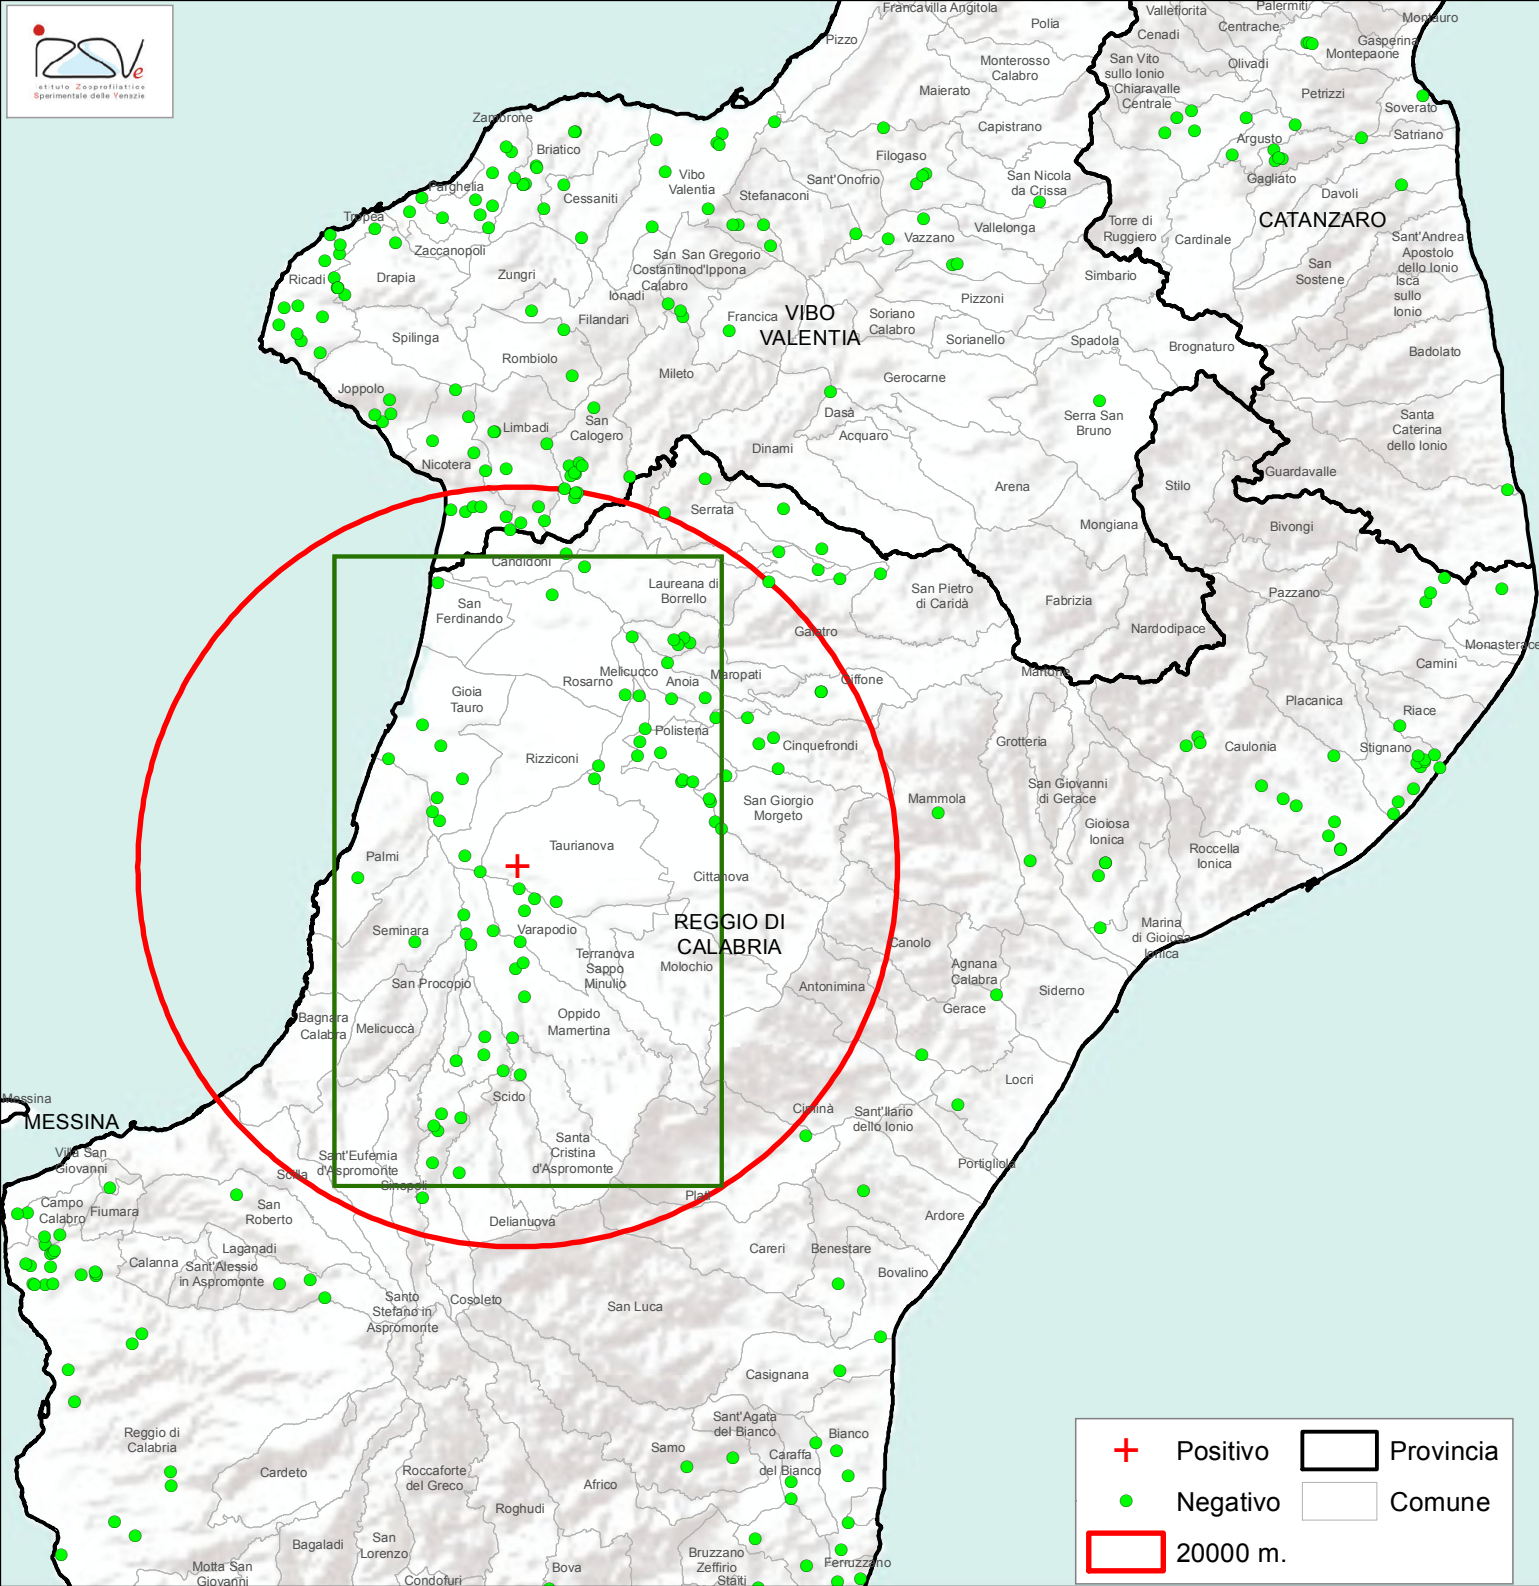 IZSVe
Istituto Zooprofilattico
Sperimentale delle Venezie
Francavilla Angitola
Polia
Pizzo
Monterosso
Calabro
Maierato
Capistrano
Vallefiorita
Palermiti
Centrache
Cenadi
Montauro
Gasperina
Montepaone
San Vito
sullo Ionio
Olivadi
Chiaravalle
Centrale
Petrizzi
Soverato
Satriano
Argusto
Gagliato
Davoli
CATANZARO
Zambrone
Briatico
Parghelia
Cessaniti
Vibo
Valentia
Stefanaconi
Sant'Onofrio
Filogaso
San Nicola
da Crissa
Tropea
Zaccanopoli
Vazzano
Vallelonga
Torre di
Ruggiero
Cardinale
Sant'Andrea
Apostolo
dello Ionio
San
Sostene
Isca
sullo
Ionio
Simbario
Ricadi
Drapia
Zungri
San
Costantino
Calabro
San Gregorio
d'Ippona
Ionadi
Pizzoni
Filandari
Francica
VIBO
VALENTIA
Soriano
Calabro
Sorianello
Spadola
Brognaturo
Badolato
Spilinga
Rombiolo
Mileto
Gerocarne
Joppolo
Dasà
Acquaro
Serra San
Bruno
Santa
Caterina
dello Ionio
Limbadi
San
Calogero
Dinami
Nicotera
Arena
Stilo
Guardavalle
Serrata
Mongiana
Bivongi
Candidoni
Laureana di
Borrello
San Pietro
di Caridà
Fabrizia
Pazzano
San
Ferdinando
Galatro
Nardodipace
Monasterace
Camini
Melicucco
Rosarno
Anoia
Maropati
Giffone
Martone
Gioia
Tauro
Placanica
Riace
Polistena
Cinquefrondi
Grotteria
Caulonia
Stignano
Rizziconi
San Giovanni
di Gerace
San Giorgio
Morgeto
Mammola
Gioiosa
Ionica
Roccella
Ionica
Palmi
Taurianova
Cittanova
REGGIO DI
CALABRIA
Seminara
Varapodio
Marina
di Gioiosa
Ionica
Canolo
Terranova
Sappo
Minulio
Molochio
Agnana
Calabra
San Procopio
Antonimina
Siderno
Gerace
Bagnara
Calabra
Melicuccà
Oppido
Mamertina
Locri
Scido
Messina
MESSINA
Ciminà
Sant'Ilario
dello Ionio
Villa San
Giovanni
Sant'Eufemia
d'Aspromonte
Santa
Cristina
d'Aspromonte
Portigliola
Scilla
Sinopoli
Platì
Campo
Calabro
Fiumara
San
Roberto
Delianuova
Ardore
Laganadi
Careri
Benestare
Calanna
Sant'Alessio
in Aspromonte
Bovalino
Santo
Stefano in
Aspromonte
Cosoleto
San Luca
Casignana
Sant'Agata
del Bianco
Reggio di
Calabria
Samo
Caraffa
del Bianco
Bianco
Cardeto
Roccaforte
del Greco
Africo
Roghudi
Bagaladi
San
Lorenzo
Bruzzano
Zeffirio
Ferruzzano
Motta San
Giovanni
Condofuri
Bova
Staiti
Positivo
Provincia
Negativo
Comune
20000 m.